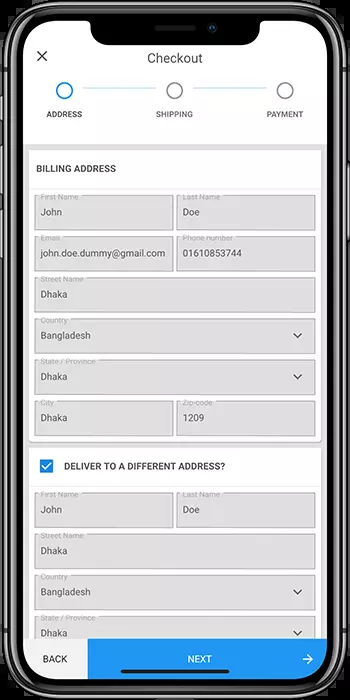 Checkout
ADDRESS SHIPPING PAYMENT
BILLING ADDRESS
First Name Last Name
John Doe
Email Phone number
john.doe.dummy@gmail.com 01610853744
Street Name
Dhaka
Country
Bangladesh
State / Province
Dhaka
City Zip-code
Dhaka 1209
DELIVER TO A DIFFERENT ADDRESS?
First Name Last Name
John Doe
Street Name
Dhaka
Country
Bangladesh
State / Province
Dhaka
BACK NEXT